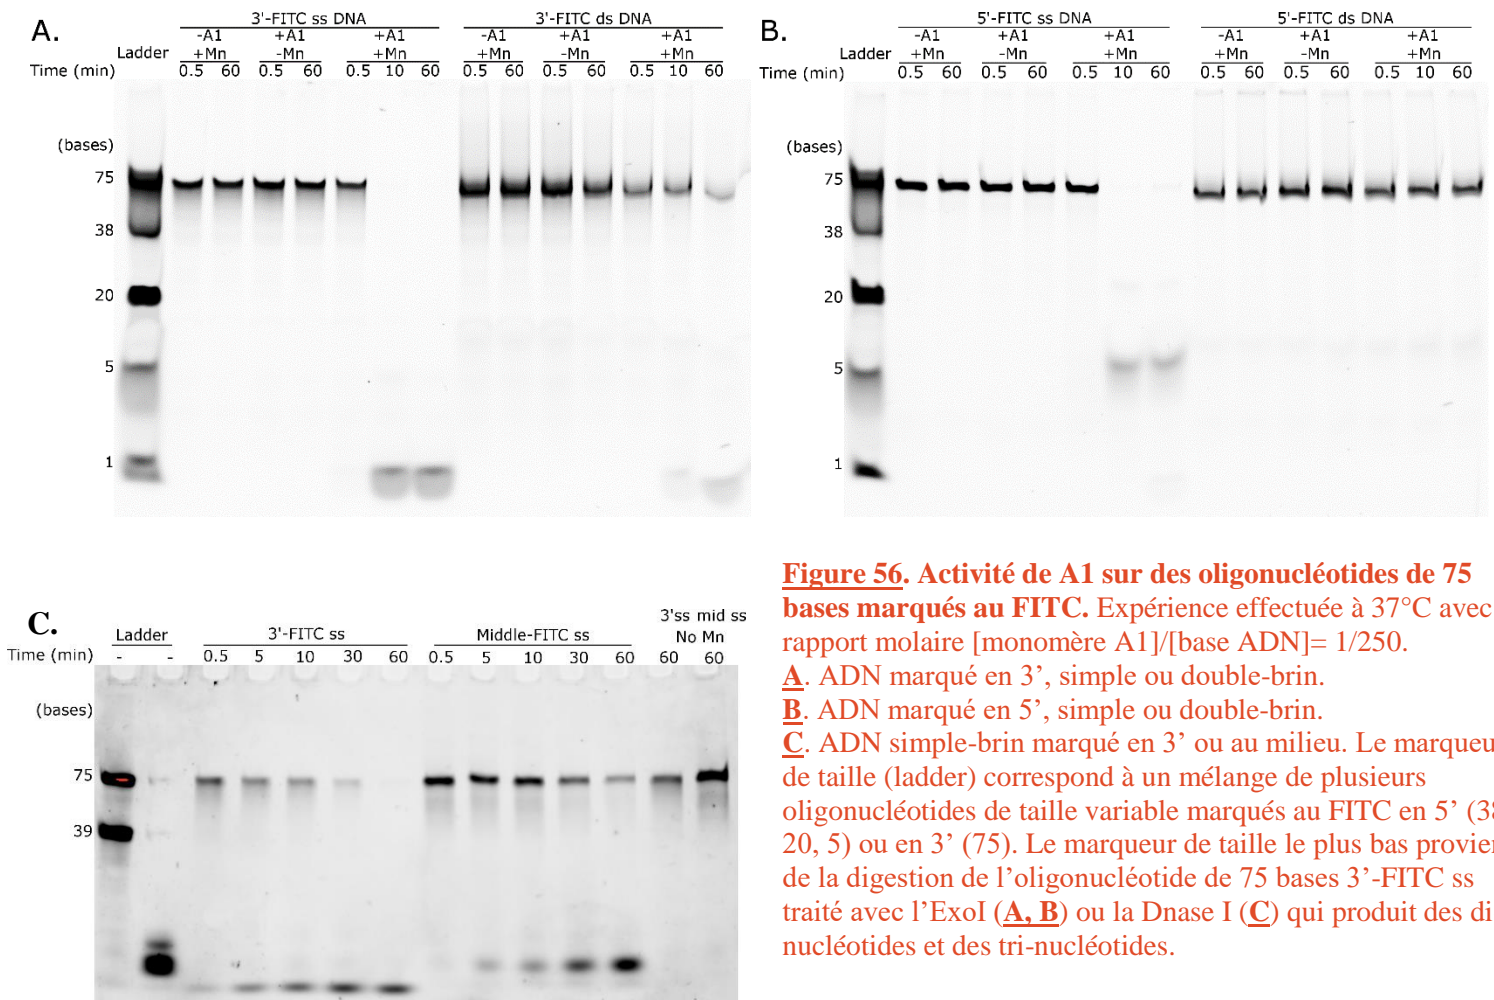 A.
3'-FITC ss DNA
3'-FITC ds DNA
-A1 +A1 +A1 -A1 +A1 +A1
Ladder +Mn -Mn +Mn +Mn -Mn +Mn
Time (min) 0.5 60 0.5 60 0.5 10 60 0.5 60 0.5 60 0.5 10 60
(bases)
75
38
20
5
1
B.
5'-FITC ss DNA
5'-FITC ds DNA
-A1 +A1 +A1 -A1 +A1 +A1
Ladder +Mn -Mn +Mn +Mn -Mn +Mn
Time (min) 0.5 60 0.5 60 0.5 10 60 0.5 60 0.5 60 0.5 10 60
(bases)
75
38
20
5
1
C.
3'ss mid ss
Ladder 3'-FITC ss Middle-FITC ss No Mn
Time (min) - - 0.5 5 10 30 60 0.5 5 10 30 60 60 60
(bases)
75
39
Figure 56. Activité de A1 sur des oligonucléotides de 75
bases marqués au FITC. Expérience effectuée à 37°C avec
rapport molaire [monomère A1]/[base ADN]= 1/250.
A. ADN marqué en 3’, simple ou double-brin.
B. ADN marqué en 5’, simple ou double-brin.
C. ADN simple-brin marqué en 3’ ou au milieu. Le marqueu
de taille (ladder) correspond à un mélange de plusieurs
oligonucléotides de taille variable marqués au FITC en 5’ (38
20, 5) ou en 3’ (75). Le marqueur de taille le plus bas provien
de la digestion de l’oligonucléotide de 75 bases 3’-FITC ss
traité avec l’ExoI (A, B) ou la Dnase I (C) qui produit des di
nucléotides et des tri-nucléotides.